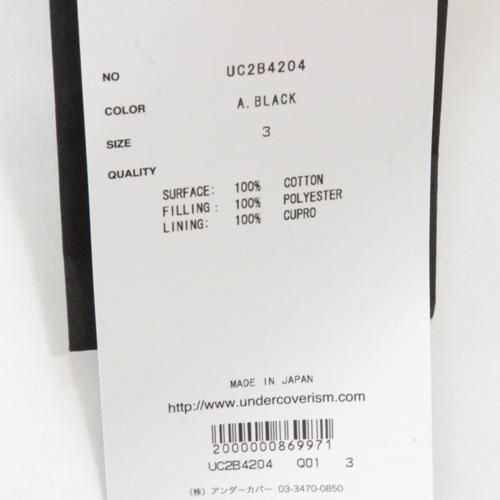 NO UC2B4204
COLOR A.BLACK
SIZE 3
QUALITY
SURFACE: 100% COTTON
FILLING: 100% POLYESTER
LINING: 100% CUPRO
MADE IN JAPAN
http://www.undercoverism.com
2000000869971
UC2B4204 Q01 3
(株) アンダーカバー 03-3470-0850